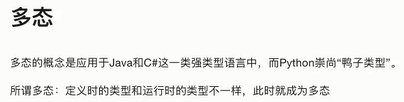 多态
多态的概念是应用于Java和C#这一类强类型语言中，而Python崇尚“鸭子类型”。
所谓多态：定义时的类型和运行时的类型不一样，此时就成为多态